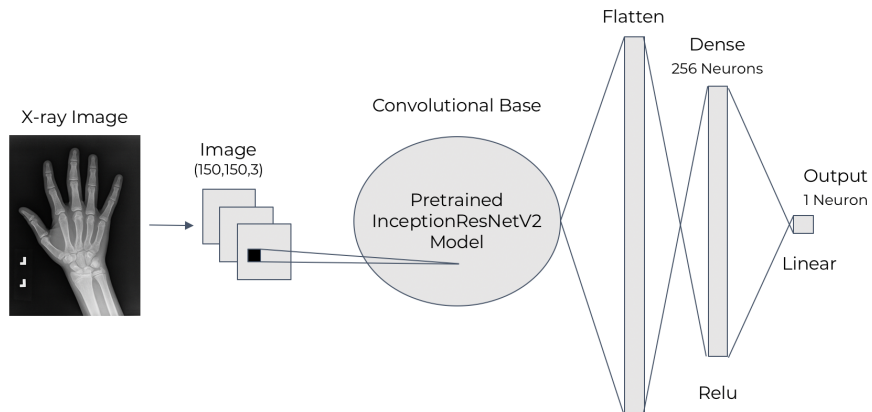 X-ray Image
Image
(150,150,3)
Convolutional Base
Pretrained
InceptionResNetV2
Model
Flatten
Dense
256 Neurons
Relu
Output
1 Neuron
Linear